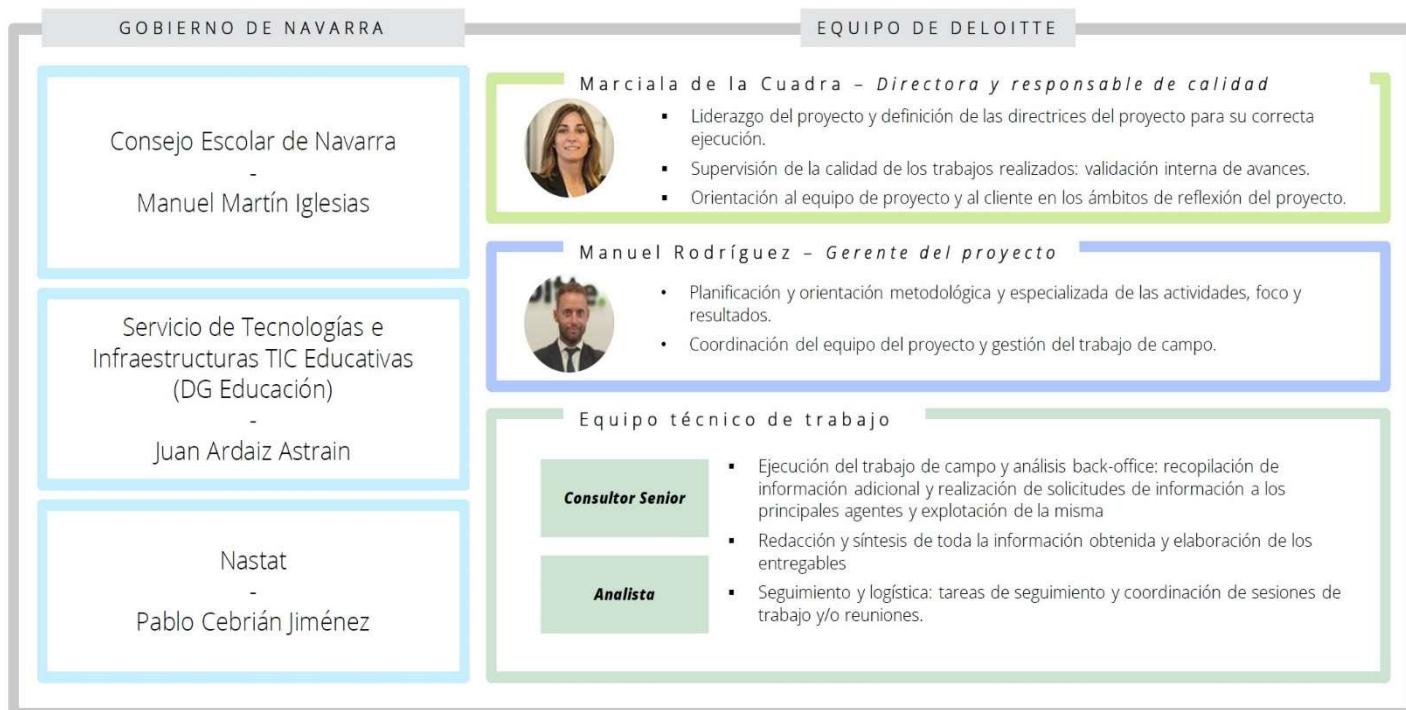 GOBIERNO DE NAVARRA
Consejo Escolar de Navarra
-
Manuel Martín Iglesias
Servicio de Tecnologías e
Infraestructuras TIC Educativas
(DG Educación)
-
Juan Ardaiz Astrain
Nastat
-
Pablo Cebrián Jiménez
EQUIPO DE DELOITTE
Marciala de la Cuadra – Directora y responsable de calidad
▪ Liderazgo del proyecto y definición de las directrices del proyecto para su correcta
ejecución.
▪ Supervisión de la calidad de los trabajos realizados: validación interna de avances.
▪ Orientación al equipo de proyecto y al cliente en los ámbitos de reflexión del proyecto.
Manuel Rodríguez – Gerente del proyecto
• Planificación y orientación metodológica y especializada de las actividades, foco y
resultados.
• Coordinación del equipo del proyecto y gestión del trabajo de campo.
Equipo técnico de trabajo
Consultor Senior
Analista
▪ Ejecución del trabajo de campo y análisis back-office: recopilación de
información adicional y realización de solicitudes de información a los
principales agentes y explotación de la misma
▪ Redacción y síntesis de toda la información obtenida y elaboración de los
entregables
▪ Seguimiento y logística: tareas de seguimiento y coordinación de sesiones de
trabajo y/o reuniones.